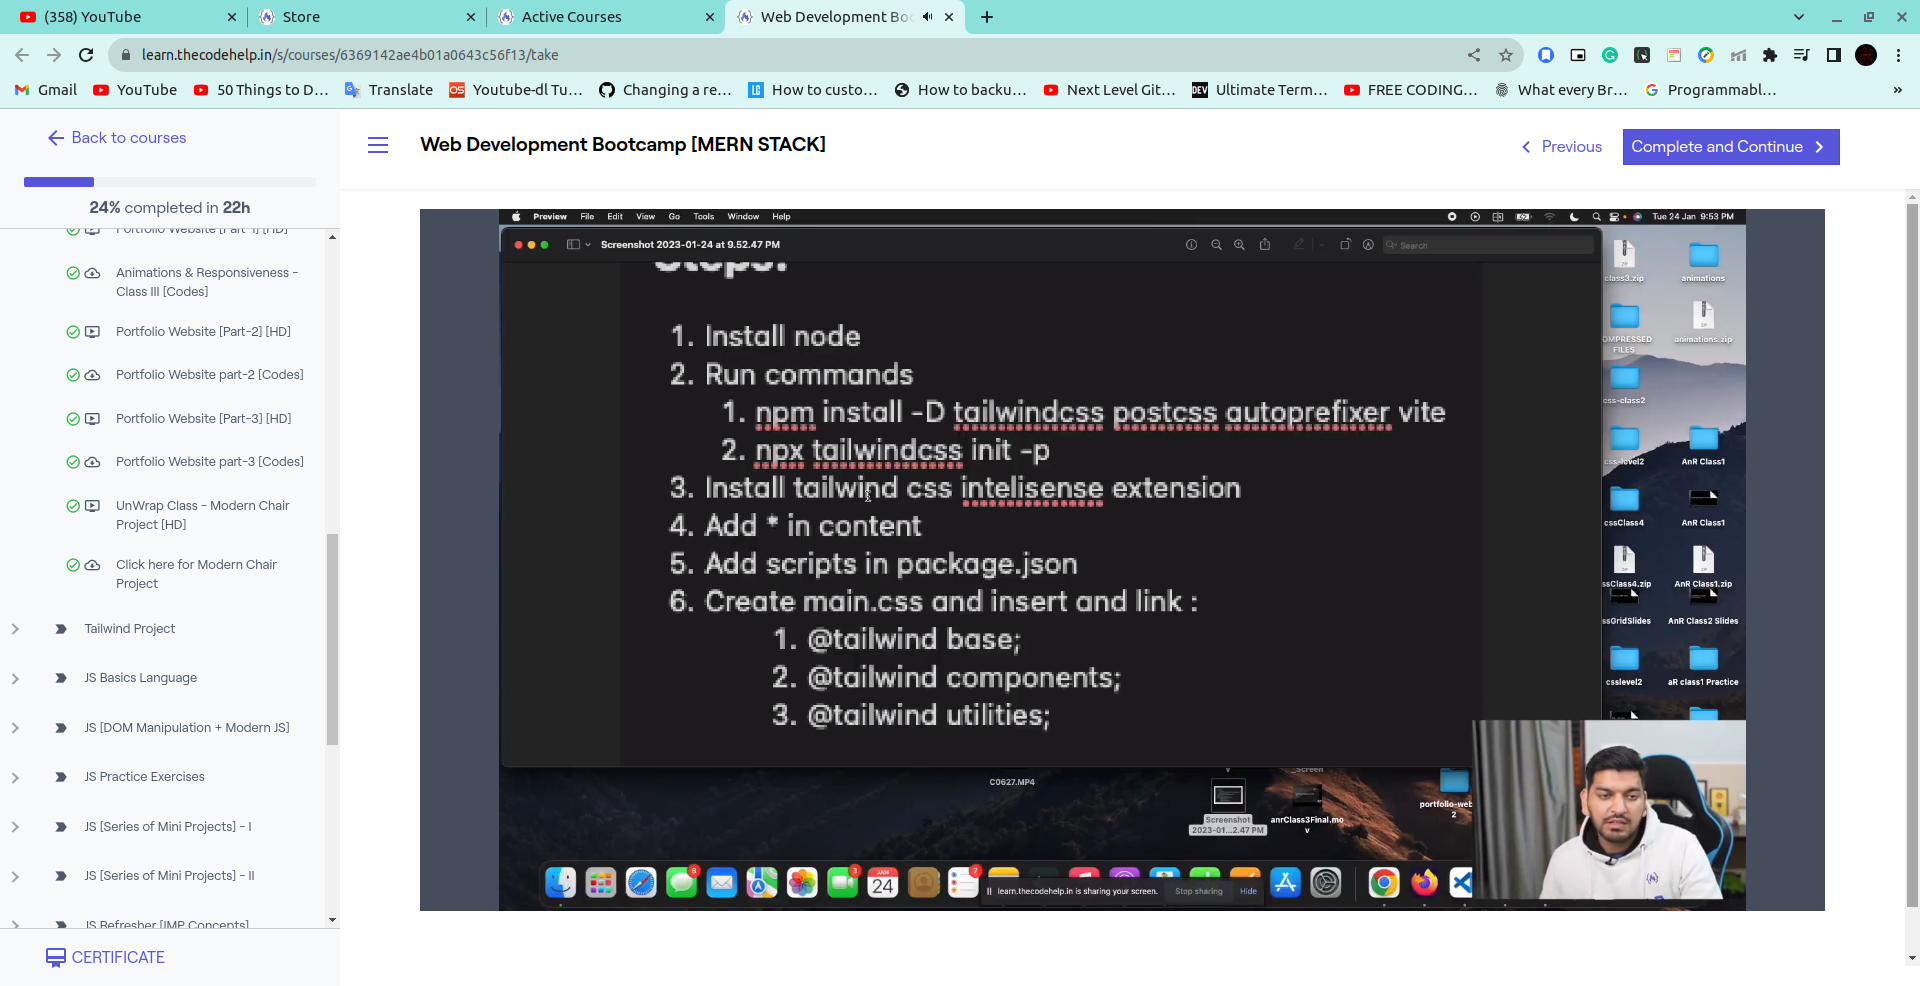 (358) YouTube
Store
Active Courses
Web Development Bo
learn.thecodehelp.in/s/courses/6369142ae4b01a0643c56f13/take
Gmail
YouTube
50 Things to D...
Translate
Youtube-dl Tu...
Changing a re...
How to custo...
How to backu...
Next Level Git...
Ultimate Term...
FREE CODING...
What every Br...
Programmabl...
Back to courses
24% completed in 22h
Portfolio Website [Part-1] [HD]
Animations & Responsiveness -
Class III [Codes]
Portfolio Website [Part-2] [HD]
Portfolio Website part-2 [Codes]
Portfolio Website [Part-3] [HD]
Portfolio Website part-3 [Codes]
UnWrap Class - Modern Chair
Project [HD]
Click here for Modern Chair
Project
Tailwind Project
JS Basics Language
JS [DOM Manipulation + Modern JS]
JS Practice Exercises
JS [Series of Mini Projects] - I
JS [Series of Mini Projects] - II
JS Refresher [IMP Concepts]
CERTIFICATE
Web Development Bootcamp [MERN STACK]
Previous
Complete and Continue
Preview File Edit View Go Tools Window Help
Tue 24 Jan 9:53 PM
Screenshot 2023-01-24 at 9.52.47 PM
Search
Steps:
1. Install node
2. Run commands
1. npm install -D tailwindcss postcss autoprefixer vite
2. npx tailwindcss init -p
3. Install tailwind css intelisense extension
4. Add * in content
5. Add scripts in package.json
6. Create main.css and insert and link :
1. @tailwind base;
2. @tailwind components;
3. @tailwind utilities;
class3.zip
animations
OMPRESSED
FILES
animations.zip
css-class2
css-level2
AnR Class1
cssClass4
AnR Class1
ssClass4.zip
AnR Class1.zip
ssGridSlides
AnR Class2 Slides
csslevel2
aR class1 Practice
C0627.MP4
_Screen
v
Screenshot
2023-01...2.47 PM
anrClass3Final.mo
v
portfolio-web
2
8
3
JAN
24
7
learn.thecodehelp.in is sharing your screen.
Stop sharing
Hide